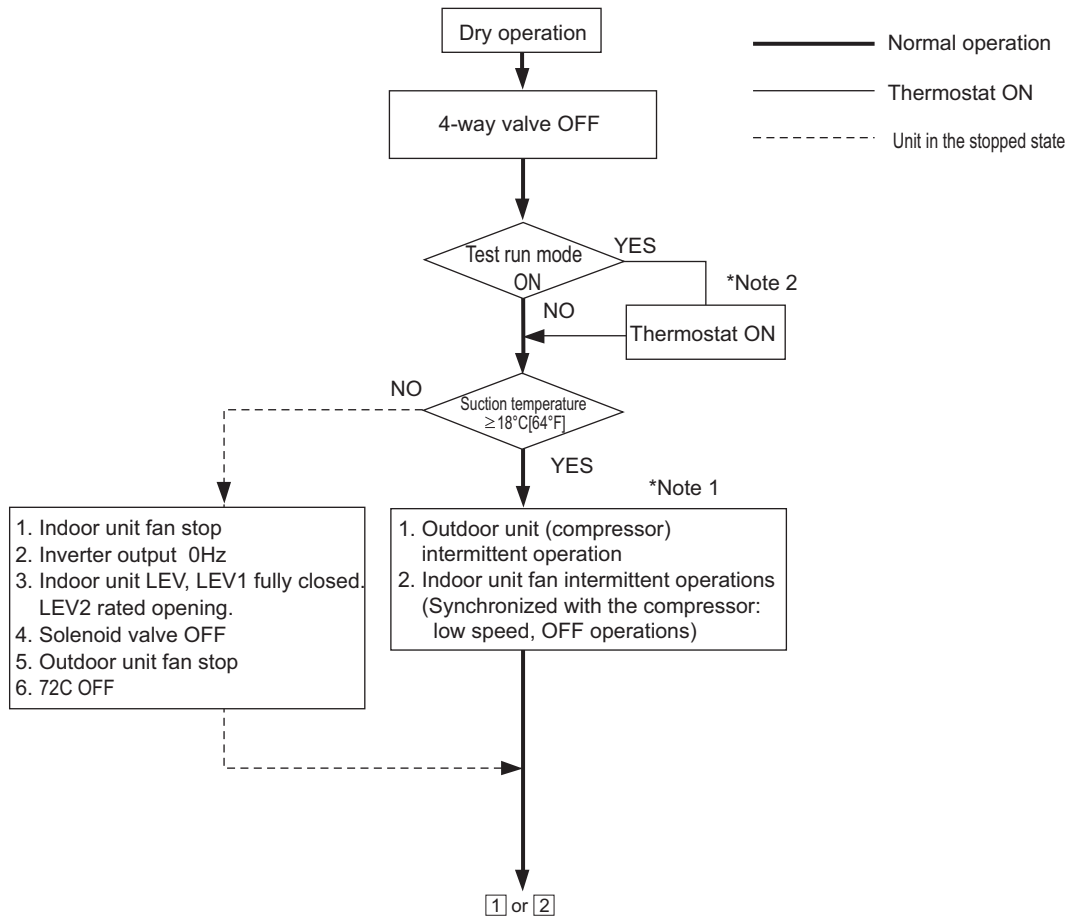 Dry operation
Normal operation
Thermostat ON
Unit in the stopped state
4-way valve OFF
Test run mode
ON
YES
*Note 2
NO
Thermostat ON
NO
Suction temperature
≥18°C[64°F]
YES
*Note 1
1. Indoor unit fan stop
2. Inverter output 0Hz
3. Indoor unit LEV, LEV1 fully closed.
LEV2 rated opening.
4. Solenoid valve OFF
5. Outdoor unit fan stop
6. 72C OFF
1. Outdoor unit (compressor)
intermittent operation
2. Indoor unit fan intermittent operations
(Synchronized with the compressor:
low speed, OFF operations)
1 or 2